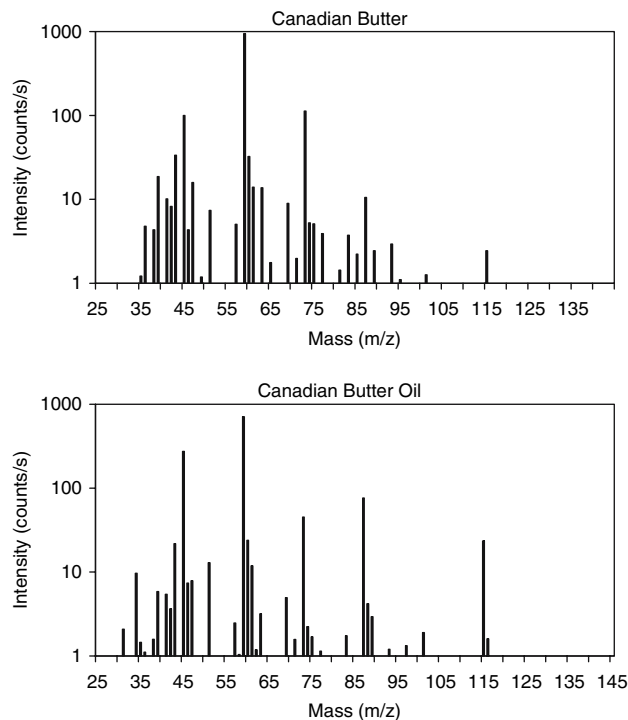 Canadian Butter
1000
100
10
1
Intensity (counts/s)
25 35 45 55 65 75 85 95 105 115 125 135
Mass (m/z)
Canadian Butter Oil
1000
100
10
1
Intensity (counts/s)
25 35 45 55 65 75 85 95 105 115 125 135 145
Mass (m/z)